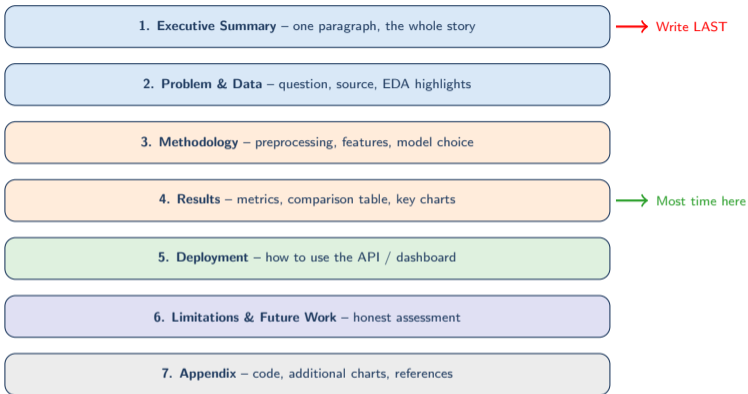 1. Executive Summary – one paragraph, the whole story
Write LAST
2. Problem & Data – question, source, EDA highlights
3. Methodology – preprocessing, features, model choice
4. Results – metrics, comparison table, key charts
Most time here
5. Deployment – how to use the API / dashboard
6. Limitations & Future Work – honest assessment
7. Appendix – code, additional charts, references